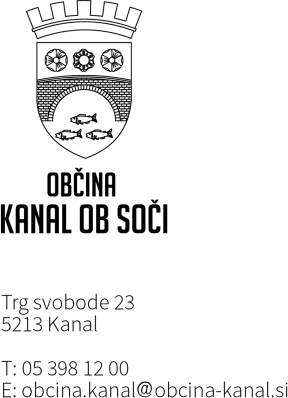 OBČINA
KANAL OB SOČI
Trg svobode 23
5213 Kanal
T: 05 398 12 00
E: obcina.kanal@obcina-kanal.si